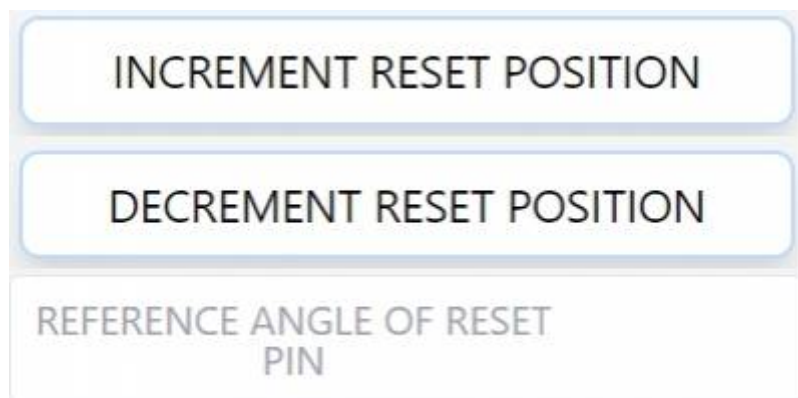 INCREMENT RESET POSITION
DECREMENT RESET POSITION
REFERENCE ANGLE OF RESET
PIN